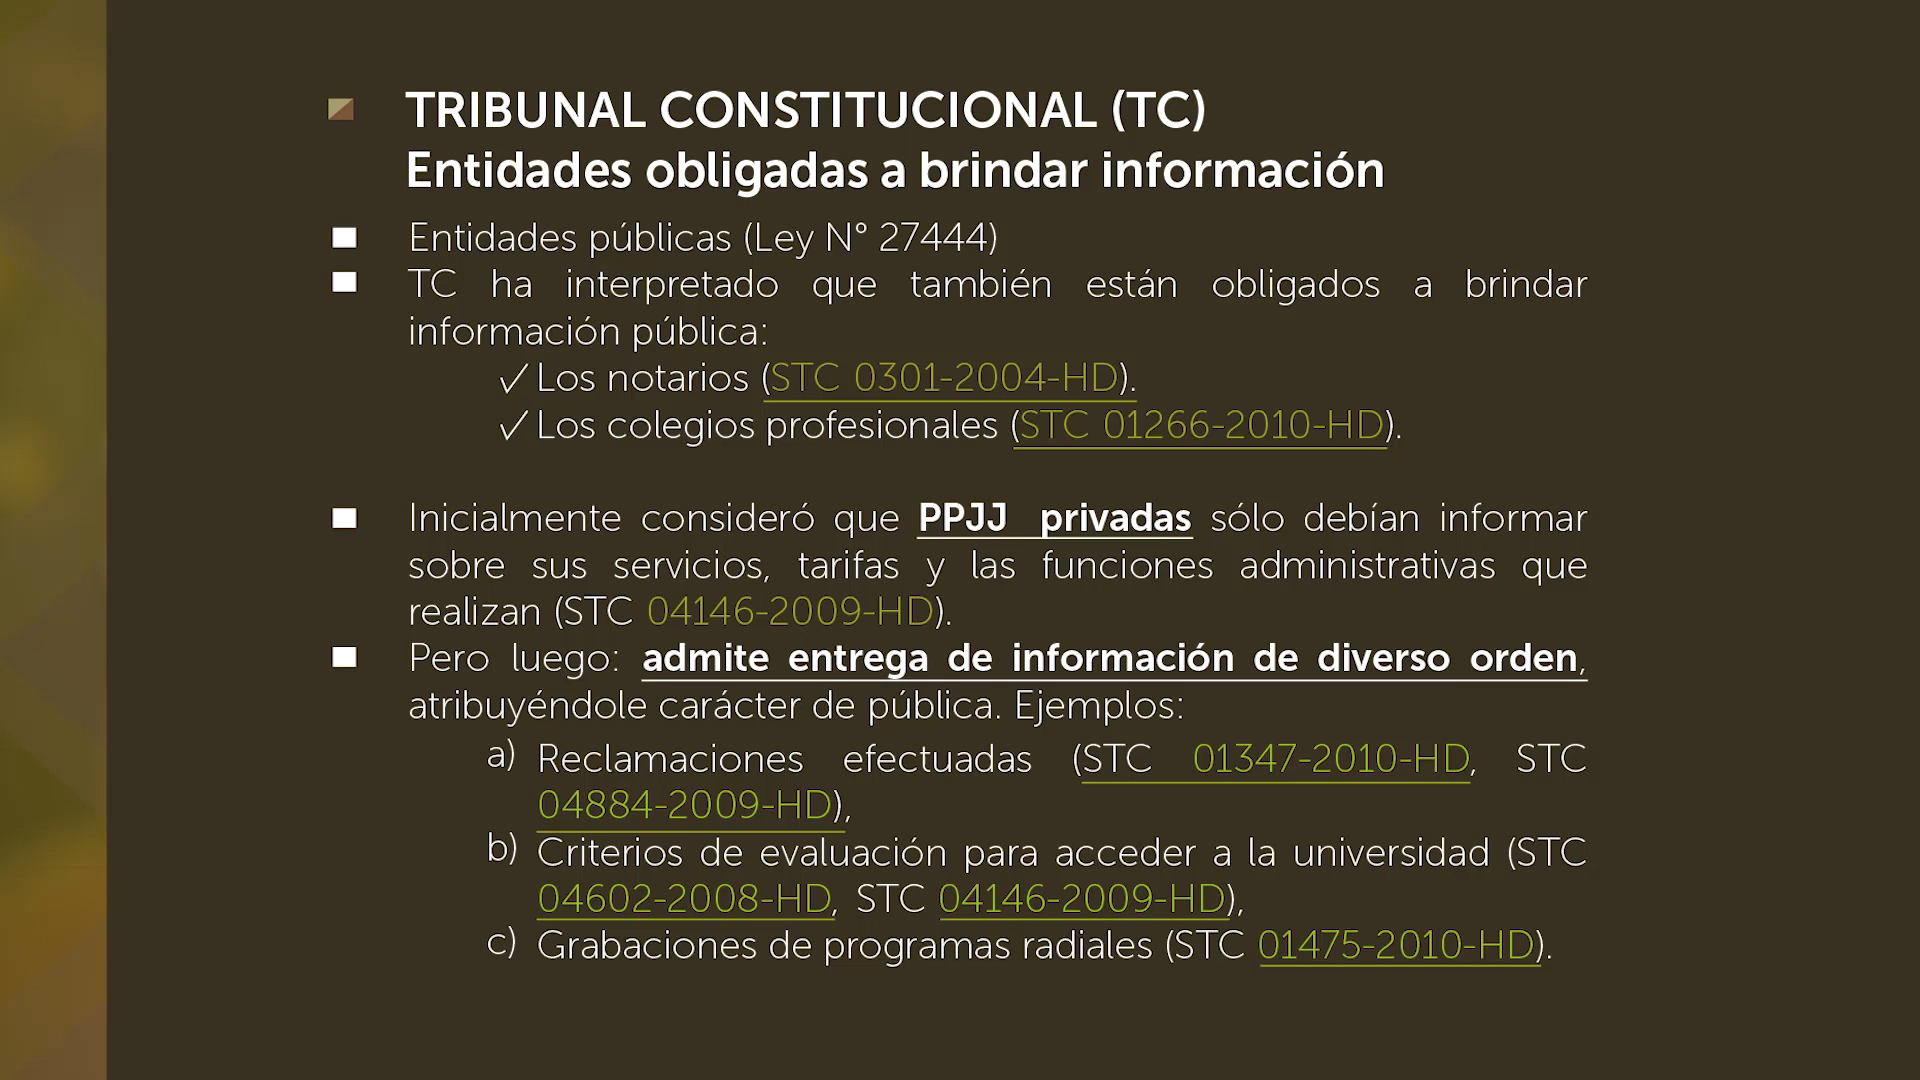 TRIBUNAL CONSTITUCIONAL (TC)
Entidades obligadas a brindar información
Entidades públicas (Ley N° 27444)
TC ha interpretado que también están obligados a brindar
información pública:
✓ Los notarios (STC 0301-2004-HD).
✓ Los colegios profesionales (STC 01266-2010-HD).
Inicialmente consideró que PPJJ privadas sólo debían informar
sobre sus servicios, tarifas y las funciones administrativas que
realizan (STC 04146-2009-HD).
Pero luego: admite entrega de información de diverso orden,
atribuyéndole carácter de pública. Ejemplos:
a) Reclamaciones efectuadas (STC 01347-2010-HD, STC
04884-2009-HD),
b) Criterios de evaluación para acceder a la universidad (STC
04602-2008-HD, STC 04146-2009-HD),
c) Grabaciones de programas radiales (STC 01475-2010-HD).